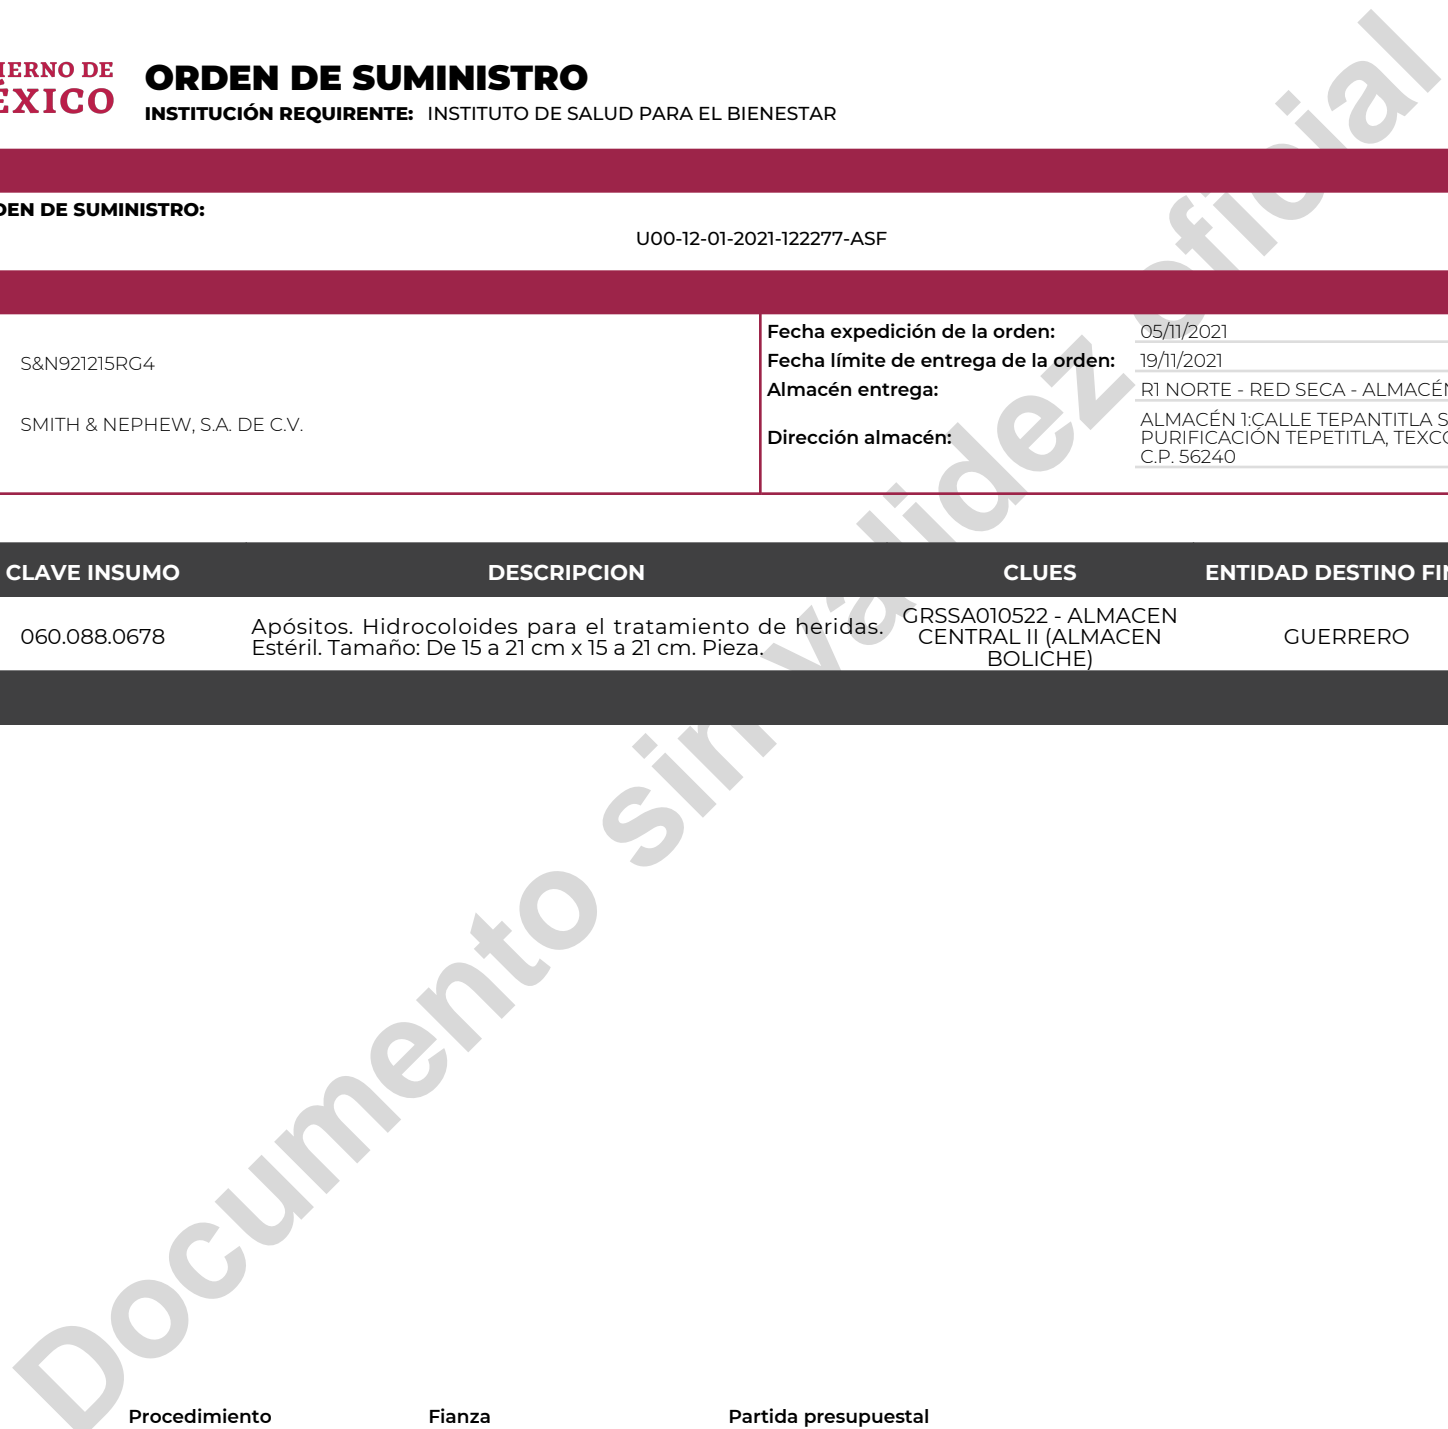 IERNO DE
ÉXICO
ORDEN DE SUMINISTRO
INSTITUCIÓN REQUIRENTE: INSTITUTO DE SALUD PARA EL BIENESTAR
DEN DE SUMINISTRO:
U00-12-01-2021-122277-ASF
S&N921215RG4
SMITH & NEPHEW, S.A. DE C.V.
Fecha expedición de la orden: 05/11/2021
Fecha límite de entrega de la orden: 19/11/2021
Almacén entrega: R1 NORTE - RED SECA - ALMACÉN
Dirección almacén:
ALMACÉN 1:CALLE TEPANTITLA S
PURIFICACIÓN TEPETITLA, TEXCO
C.P. 56240
CLAVE INSUMO DESCRIPCION CLUES ENTIDAD DESTINO FIN
060.088.0678
Apósitos. Hidrocoloides para el tratamiento de heridas.
Estéril. Tamaño: De 15 a 21 cm x 15 a 21 cm. Pieza.
GRSSA010522 - ALMACEN
CENTRAL II (ALMACEN
BOLICHE)
GUERRERO
Documento sin validez oficial
Procedimiento Fianza Partida presupuestal